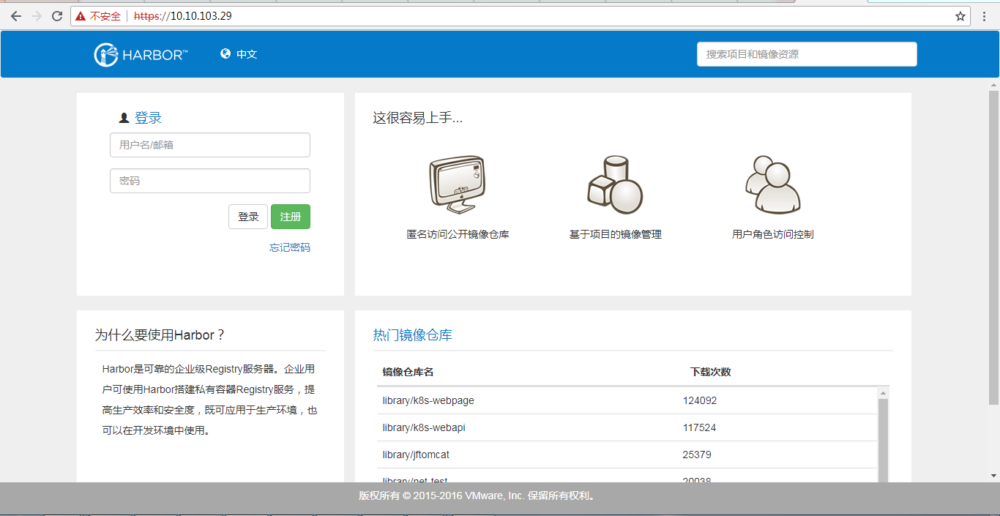 不安全 https://10.10.103.29
HARBOR™ 中文 搜索项目和镜像资源
登录
用户名/邮箱
密码
登录 注册
忘记密码
这很容易上手...
匿名访问公开镜像仓库 基于项目的镜像管理 用户角色访问控制
为什么要使用Harbor？
Harbor是可靠的企业级Registry服务器。企业用
户可使用Harbor搭建私有容器Registry服务，提
高生产效率和安全度，既可应用于生产环境，也
可以在开发环境中使用。
热门镜像仓库
镜像仓库名 下载次数
library/k8s-webpage 124092
library/k8s-webapi 117524
library/jftomcat 25379
library/net-test 20038
版权所有 © 2015-2016 VMware, Inc. 保留所有权利。